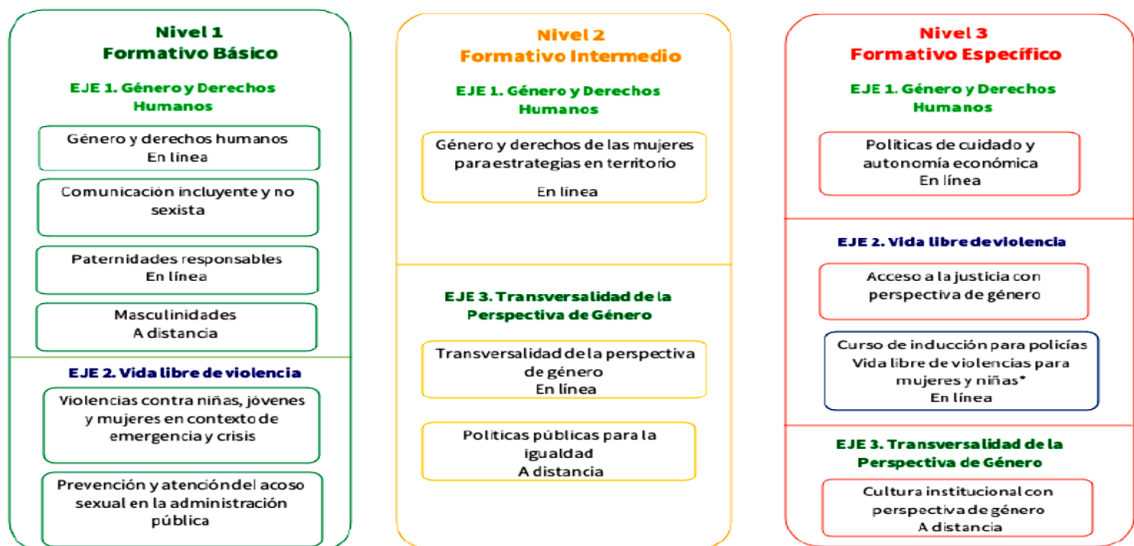 Nivel 1
Formativo Básico
EJE 1. Género y Derechos
Humanos
Género y derechos humanos
En línea
Comunicación incluyente y no
sexista
Paternidades responsables
En línea
Masculinidades
A distancia
EJE 2. Vida libre de violencia
Violencias contra niñas, jóvenes
y mujeres en contexto de
emergencia y crisis
Prevención y atención del acoso
sexual en la administración
pública
Nivel 2
Formativo Intermedio
EJE 1. Género y Derechos
Humanos
Género y derechos de las mujeres
para estrategias en territorio
En línea
EJE 3. Transversalidad de la
Perspectiva de Género
Transversalidad de la perspectiva
de género
En línea
Políticas públicas para la
igualdad
A distancia
Nivel 3
Formativo Específico
EJE 1. Género y Derechos
Humanos
Políticas de cuidado y
autonomía económica
En línea
EJE 2. Vida libre de violencia
Acceso a la justicia con
perspectiva de género
Curso de inducción para policías
Vida libre de violencias para
mujeres y niñas*
En línea
EJE 3. Transversalidad de la
Perspectiva de Género
Cultura institucional con
perspectiva de género
A distancia